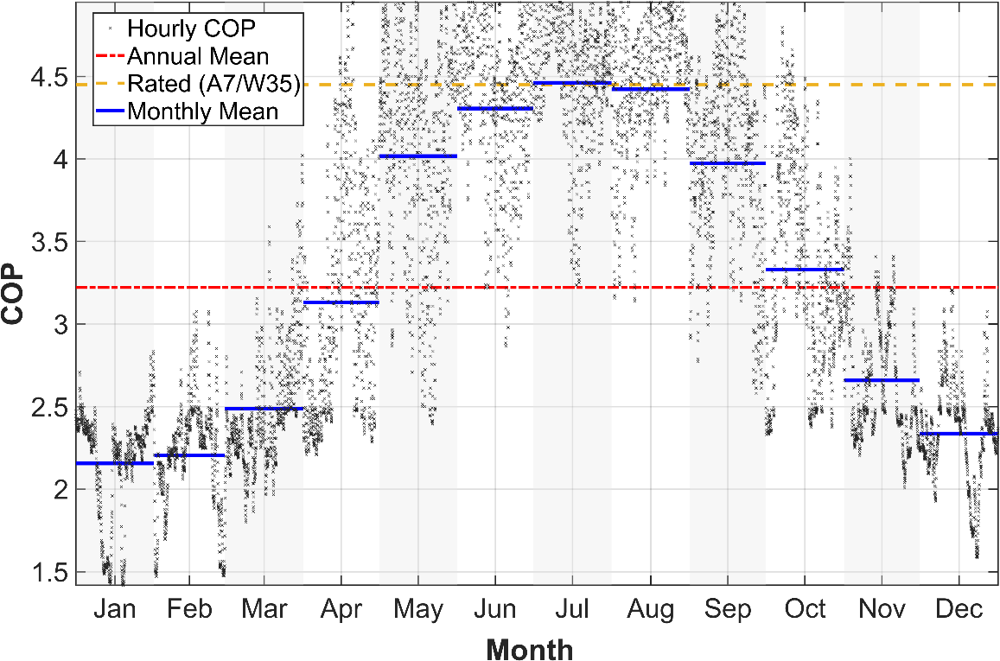 Hourly COP
Annual Mean
Rated (A7/W35)
Monthly Mean
4.5
4
3.5
3
2.5
2
1.5
COP
Jan Feb Mar Apr May Jun Jul Aug Sep Oct Nov Dec
Month